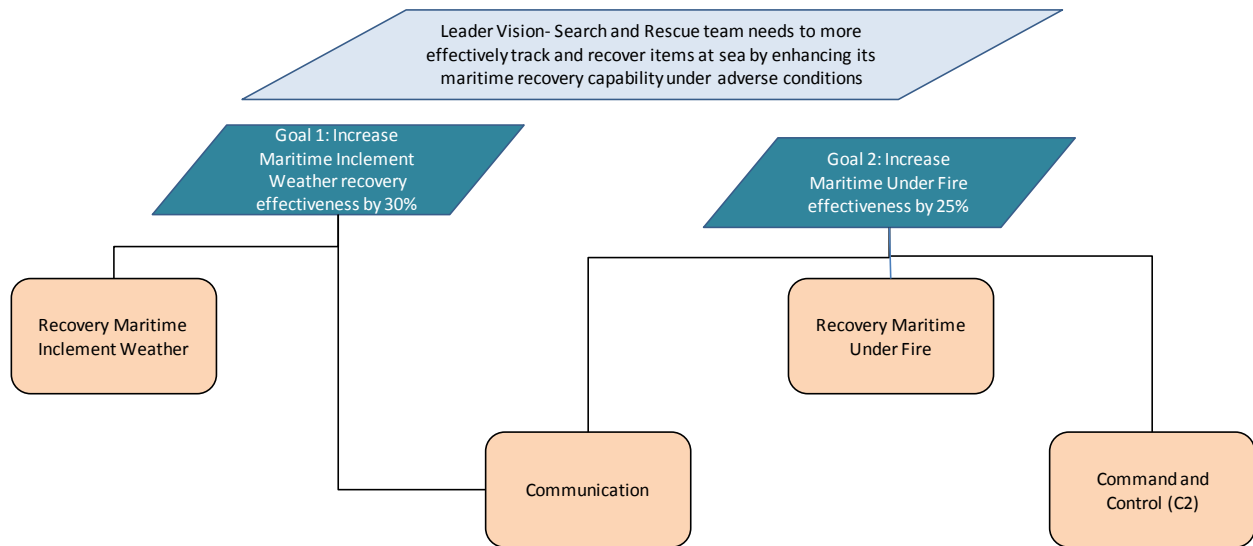 Leader Vision- Search and Rescue team needs to more
effectively track and recover items at sea by enhancing its
maritime recovery capability under adverse conditions
Goal 1: Increase
Maritime Inclement
Weather recovery
effectiveness by 30%
Goal 2: Increase
Maritime Under Fire
effectiveness by 25%
Recovery Maritime
Inclement Weather
Recovery Maritime
Under Fire
Communication
Command and
Control (C2)